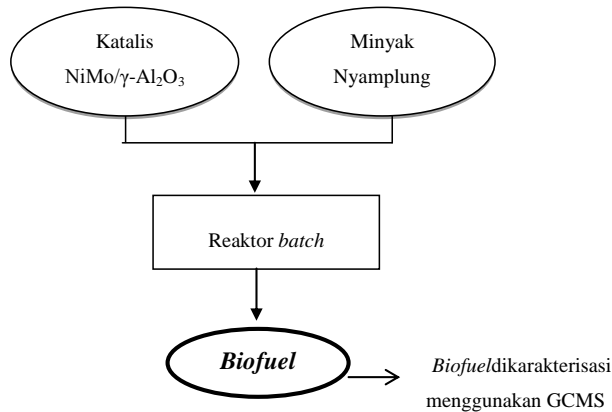 Katalis
NiMo/γ-Al₂O₃
Minyak
Nyamplung
Reaktor batch
Biofuel
Biofueldikarakterisasi
menggunakan GCMS